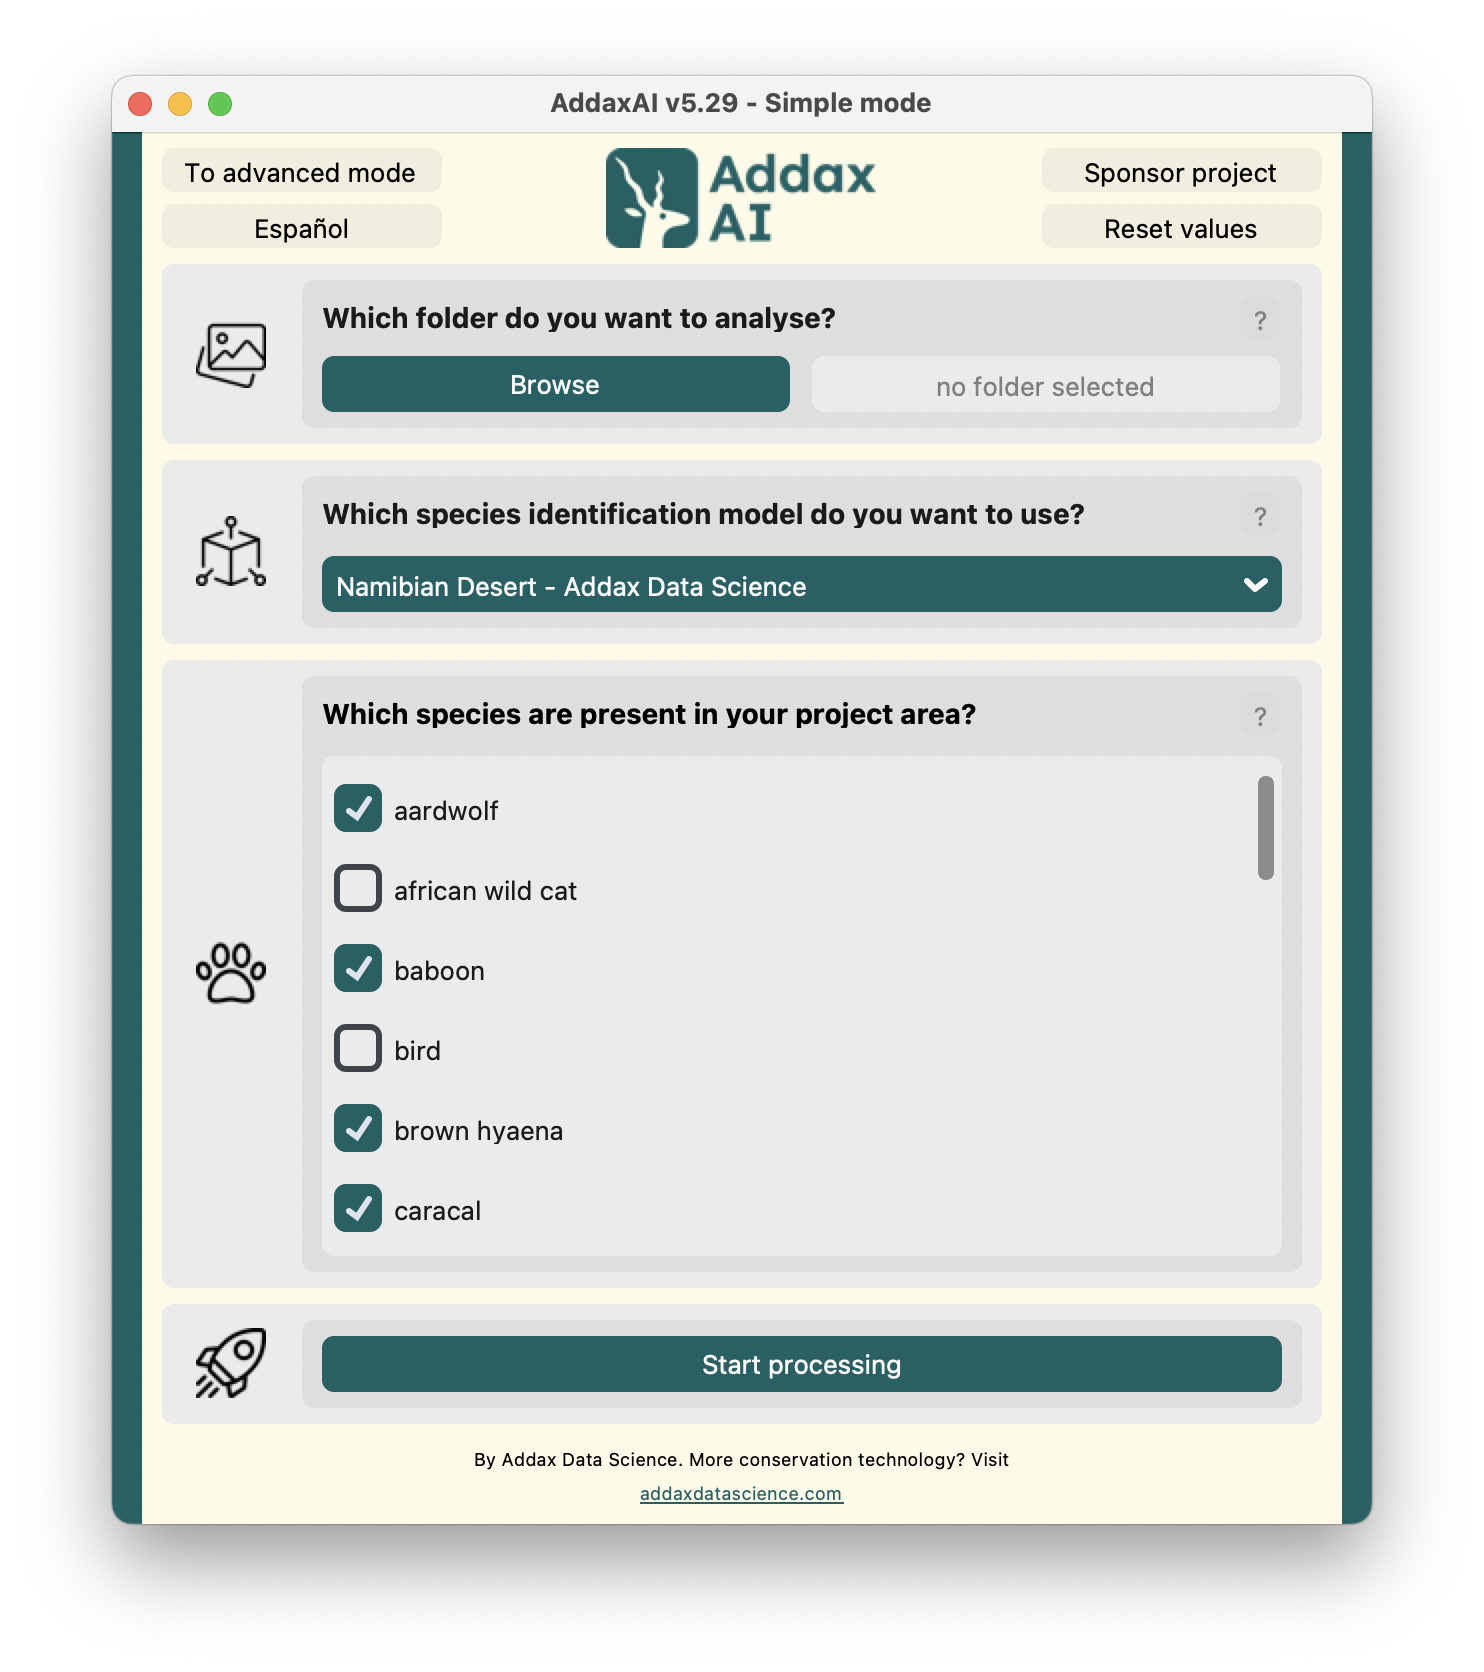 AddaxAI v5.29 - Simple mode
To advanced mode
Addax
AI
Sponsor project
Español
Reset values
Which folder do you want to analyse?
?
Browse
no folder selected
Which species identification model do you want to use?
?
Namibian Desert - Addax Data Science
Which species are present in your project area?
?
aardwolf
african wild cat
baboon
bird
brown hyaena
caracal
Start processing
By Addax Data Science. More conservation technology? Visit
addaxdatascience.com